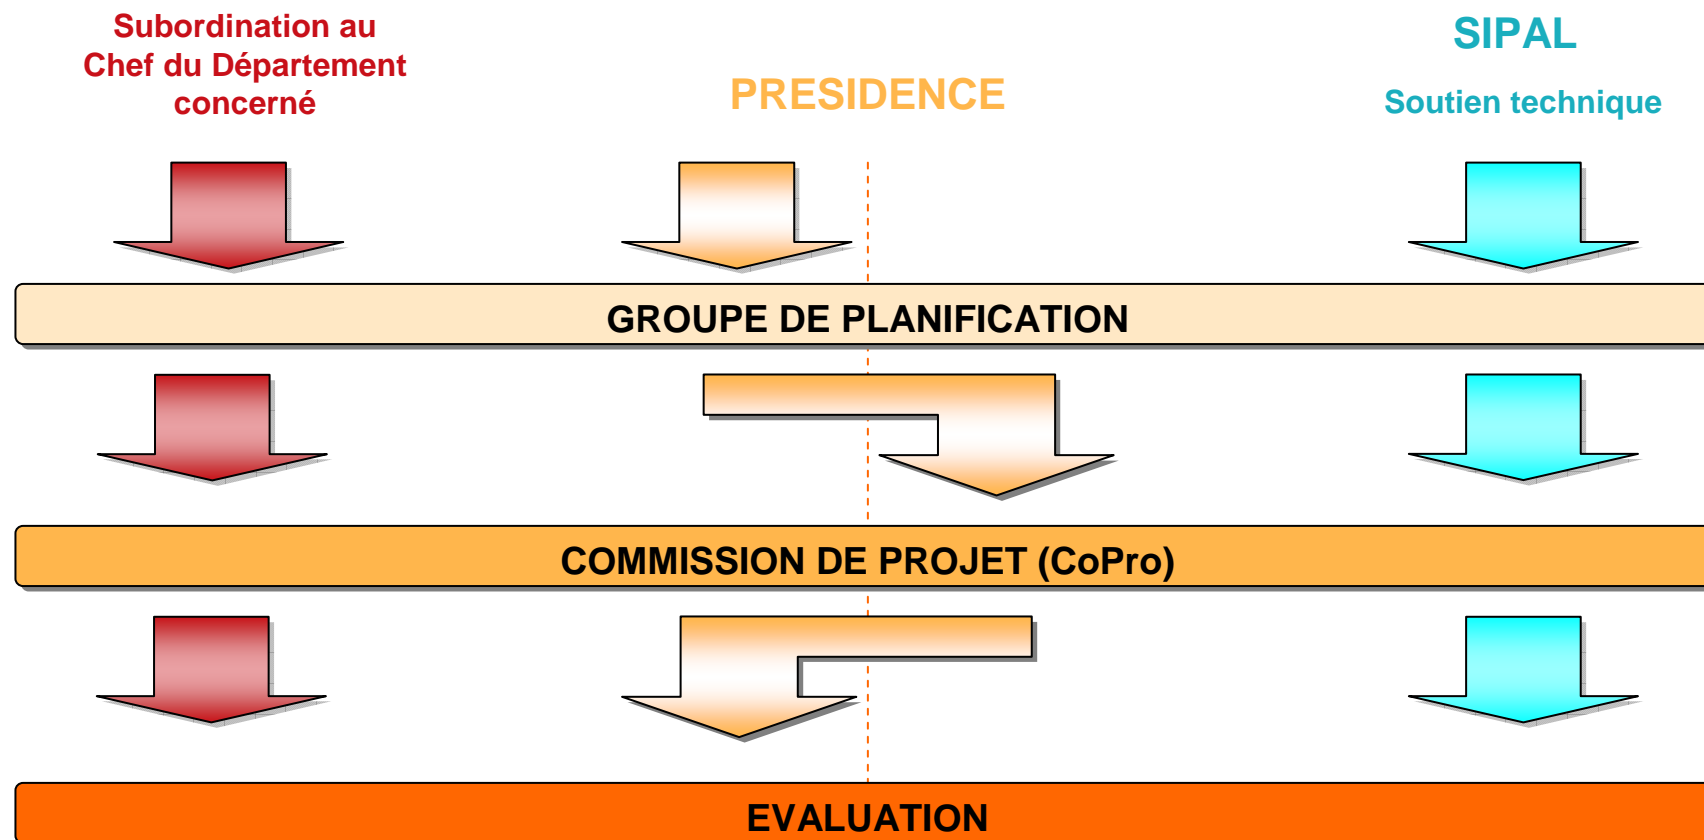 Subordination au
Chef du Département
concerné
PRESIDENCE
SIPAL
Soutien technique
GROUPE DE PLANIFICATION
COMMISSION DE PROJET (CoPro)
EVALUATION